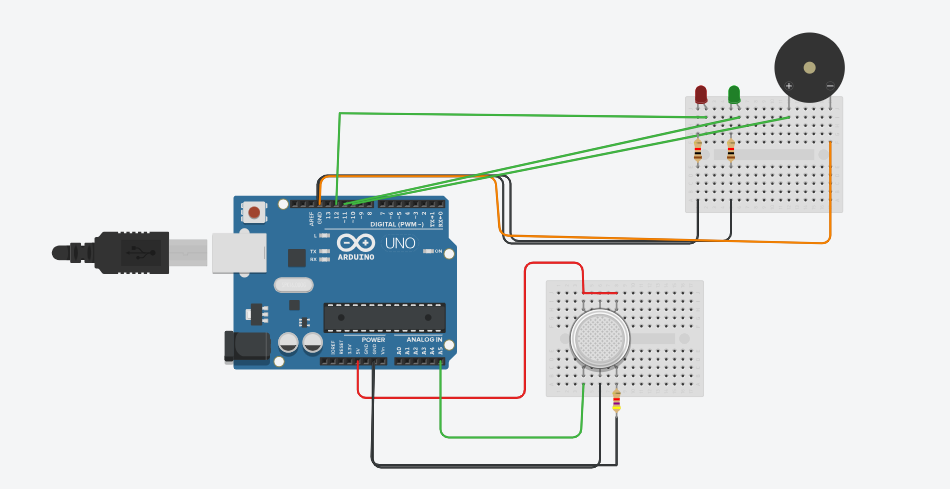 + −
AREF
GND
13
12
~11
~10
~9
8
7
~6
~5
4
~3
2
TX→1
RX←0
DIGITAL (PWM~)
L
TX
RX
ARDUINO
UNO
ON
POWER
ANALOG IN
IOREF
RESET
3.3V
5V
GND
GND
Vin
A0
A1
A2
A3
A4
A5